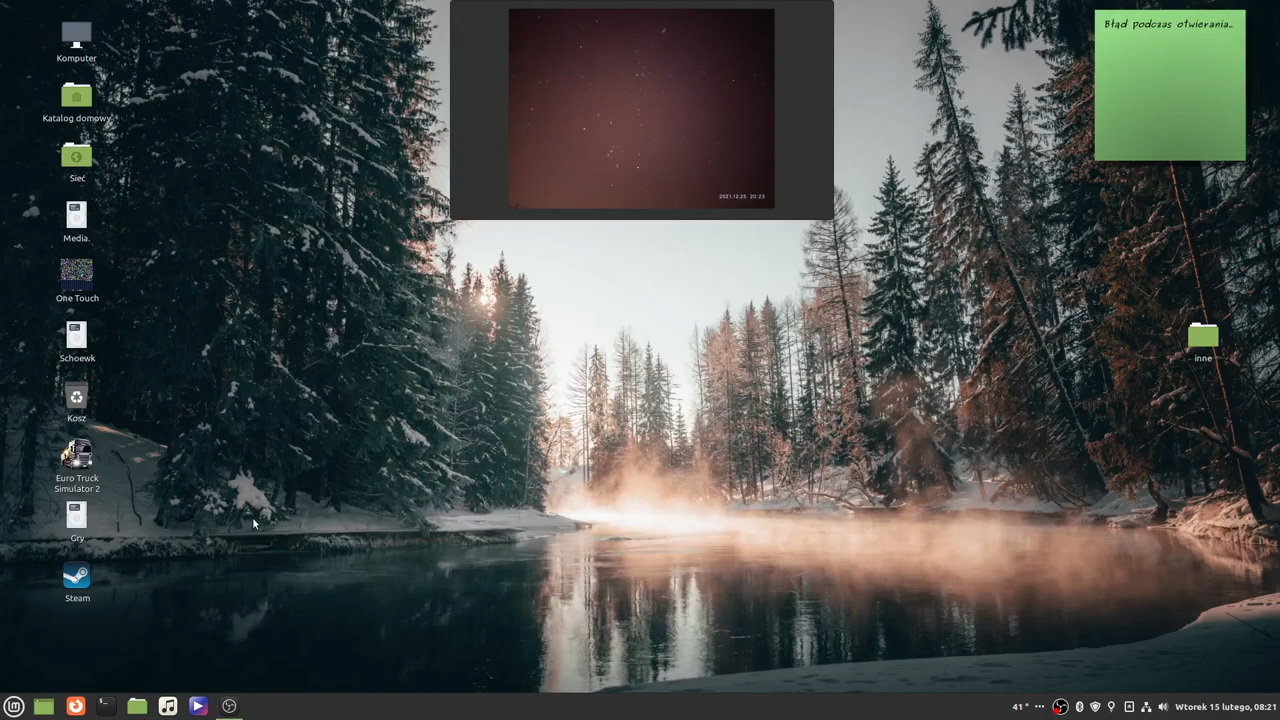 Komputer
Katalog domowy
Sieć
Media.
One Touch
Schoewk
Kosz
Euro Truck
Simulator 2
Gry
Steam
2021.12.25 20:23
Błąd podczas otwierania..
inne
41° Wtorek 15 lutego, 08:21